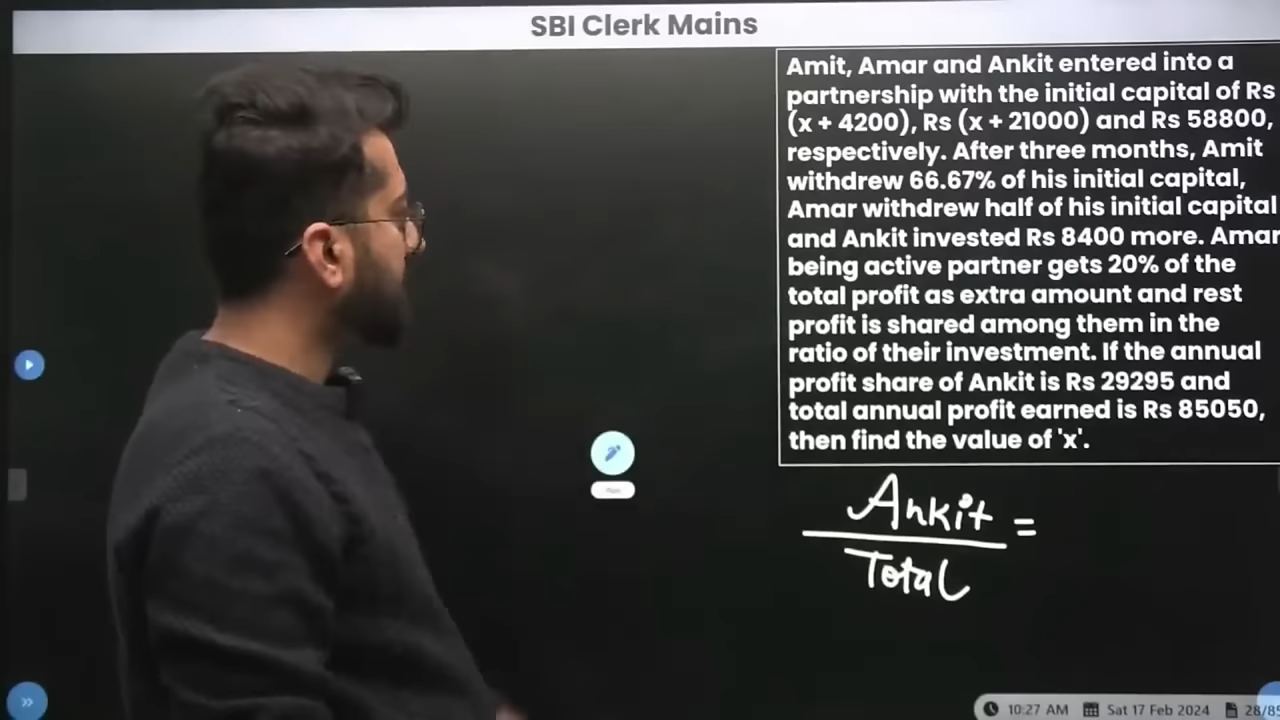 SBI Clerk Mains
Amit, Amar and Ankit entered into a
partnership with the initial capital of Rs
(x + 4200), Rs (x + 21000) and Rs 58800,
respectively. After three months, Amit
withdrew 66.67% of his initial capital,
Amar withdrew half of his initial capital
and Ankit invested Rs 8400 more. Amar
being active partner gets 20% of the
total profit as extra amount and rest
profit is shared among them in the
ratio of their investment. If the annual
profit share of Ankit is Rs 29295 and
total annual profit earned is Rs 85050,
then find the value of 'x'.
Ankit =
Total
10:27 AM Sat 17 Feb 2024 28/85